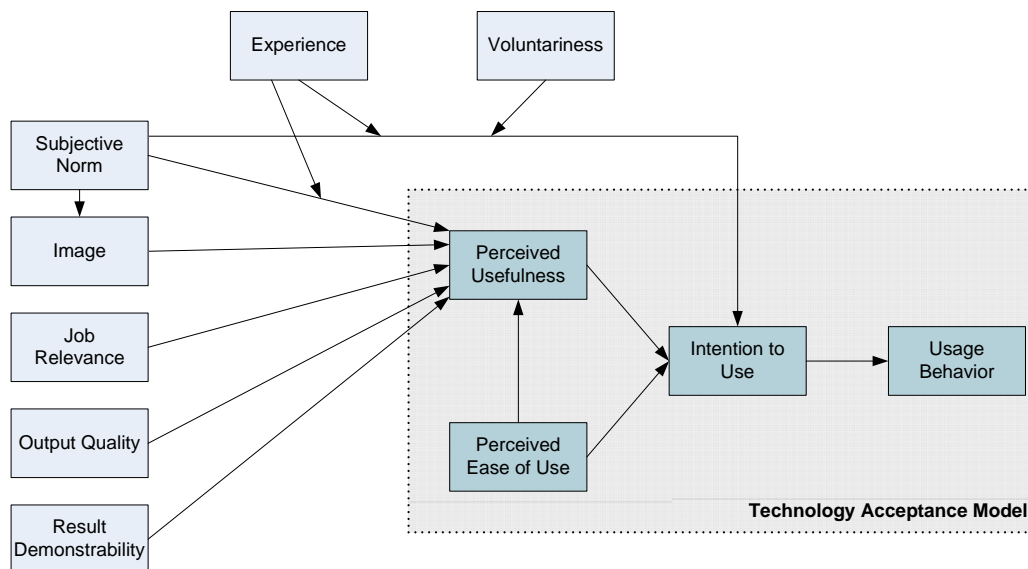 Experience
Voluntariness
Subjective
Norm
Image
Perceived
Usefulness
Job
Relevance
Intention to
Use
Usage
Behavior
Output Quality
Perceived
Ease of Use
Result
Demonstrability
Technology Acceptance Model